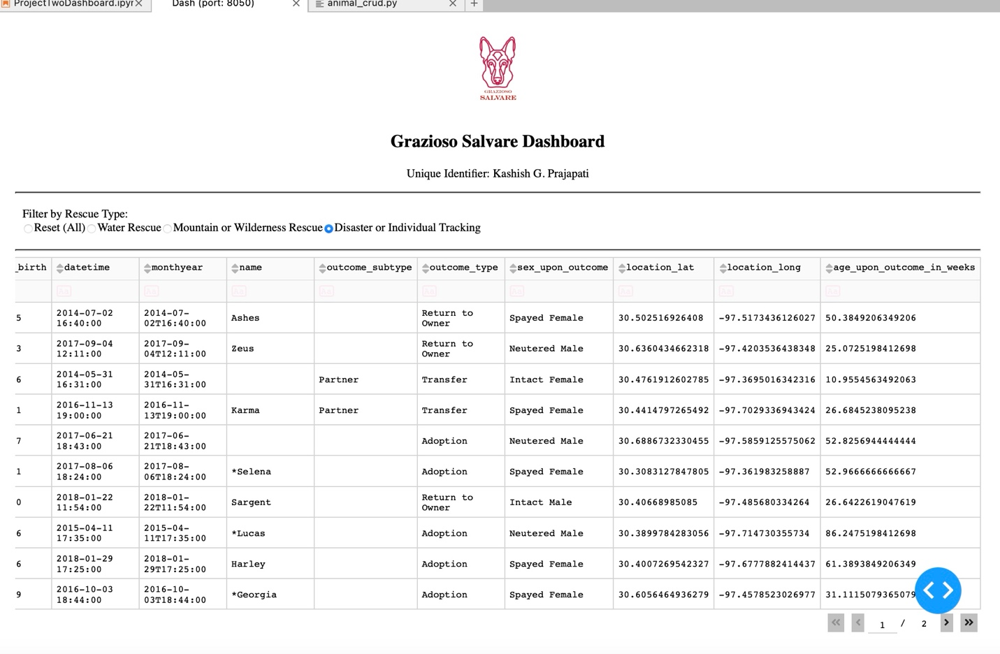 ProjectTwoDashboard.ipyn
Dash (port: 8050)
animal_crud.py
GRAZIOSO
SALVARE
Grazioso Salvare Dashboard
Unique Identifier: Kashish G. Prajapati
Filter by Rescue Type:
Reset (All) Water Rescue Mountain or Wilderness Rescue Disaster or Individual Tracking
_birth datetime monthyear name outcome_subtype outcome_type sex_upon_outcome location_lat location_long age_upon_outcome_in_weeks
Aa Aa Aa Aa Aa Aa Aa Aa Aa
5 2014-07-02 16:40:00 2014-07-02T16:40:00 Ashes Return to Owner Spayed Female 30.502516926408 -97.5173436126027 50.3849206349206
3 2017-09-04 12:11:00 2017-09-04T12:11:00 Zeus Return to Owner Neutered Male 30.6360434662318 -97.4203536438348 25.0725198412698
6 2014-05-31 16:31:00 2014-05-31T16:31:00 Partner Transfer Intact Female 30.4761912602785 -97.3695016342316 10.9554563492063
1 2016-11-13 19:00:00 2016-11-13T19:00:00 Karma Partner Transfer Spayed Female 30.4414797265492 -97.7029336943424 26.6845238095238
7 2017-06-21 18:43:00 2017-06-21T18:43:00 Adoption Neutered Male 30.6886732330455 -97.5859125575062 52.8256944444444
1 2017-08-06 18:24:00 2017-08-06T18:24:00 *Selena Adoption Spayed Female 30.3083127847805 -97.361983258887 52.9666666666667
0 2018-01-22 11:54:00 2018-01-22T11:54:00 Sargent Return to Owner Intact Male 30.40668985085 -97.485680334264 26.6422619047619
6 2015-04-11 17:35:00 2015-04-11T17:35:00 *Lucas Adoption Neutered Male 30.3899784283056 -97.714730355734 86.2475198412698
6 2018-01-29 17:25:00 2018-01-29T17:25:00 Harley Adoption Spayed Female 30.4007269542327 -97.6777882414437 61.3893849206349
9 2016-10-03 18:44:00 2016-10-03T18:44:00 *Georgia Adoption Spayed Female 30.6056464936279 -97.4578523026977 31.1115079365079
1 / 2